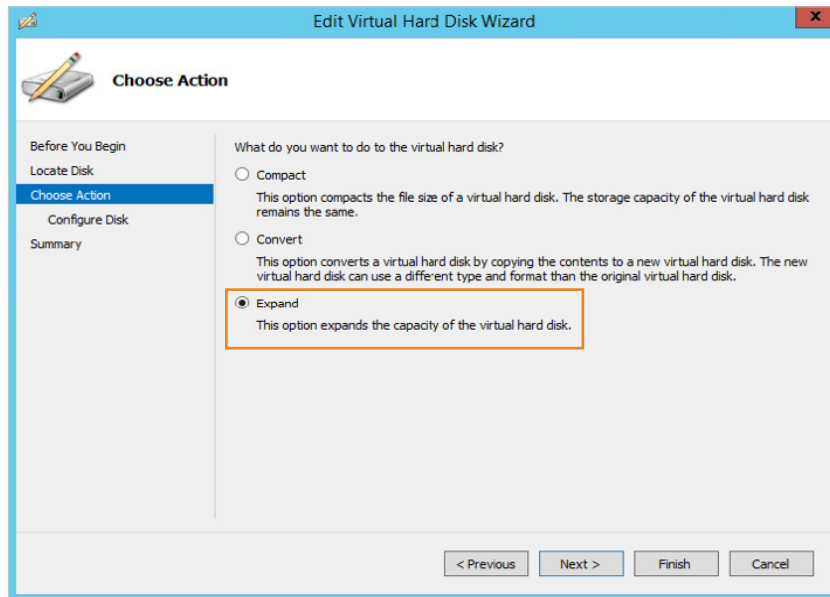 Edit Virtual Hard Disk Wizard
x
Choose Action
Before You Begin
Locate Disk
Choose Action
Configure Disk
Summary
What do you want to do to the virtual hard disk?
Compact
This option compacts the file size of a virtual hard disk. The storage capacity of the virtual hard disk
remains the same.
Convert
This option converts a virtual hard disk by copying the contents to a new virtual hard disk. The new
virtual hard disk can use a different type and format than the original virtual hard disk.
Expand
This option expands the capacity of the virtual hard disk.
< Previous
Next >
Finish
Cancel